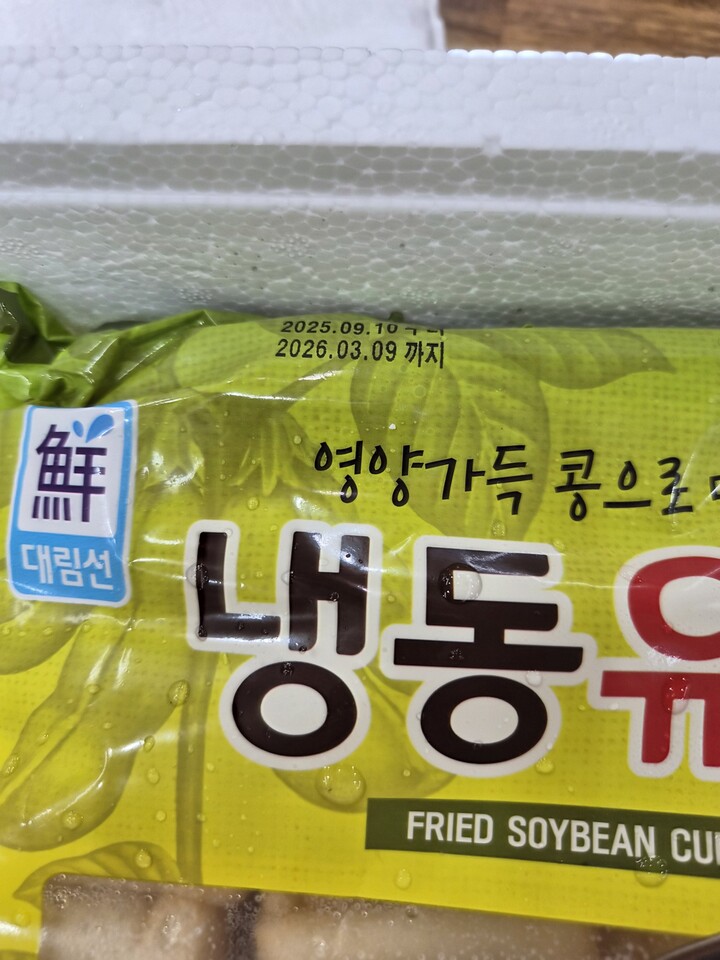 2025.09.10
2026.03.09 까지
鮮
대림선
영양가득 콩으로
냉동
FRIED SOYBEAN